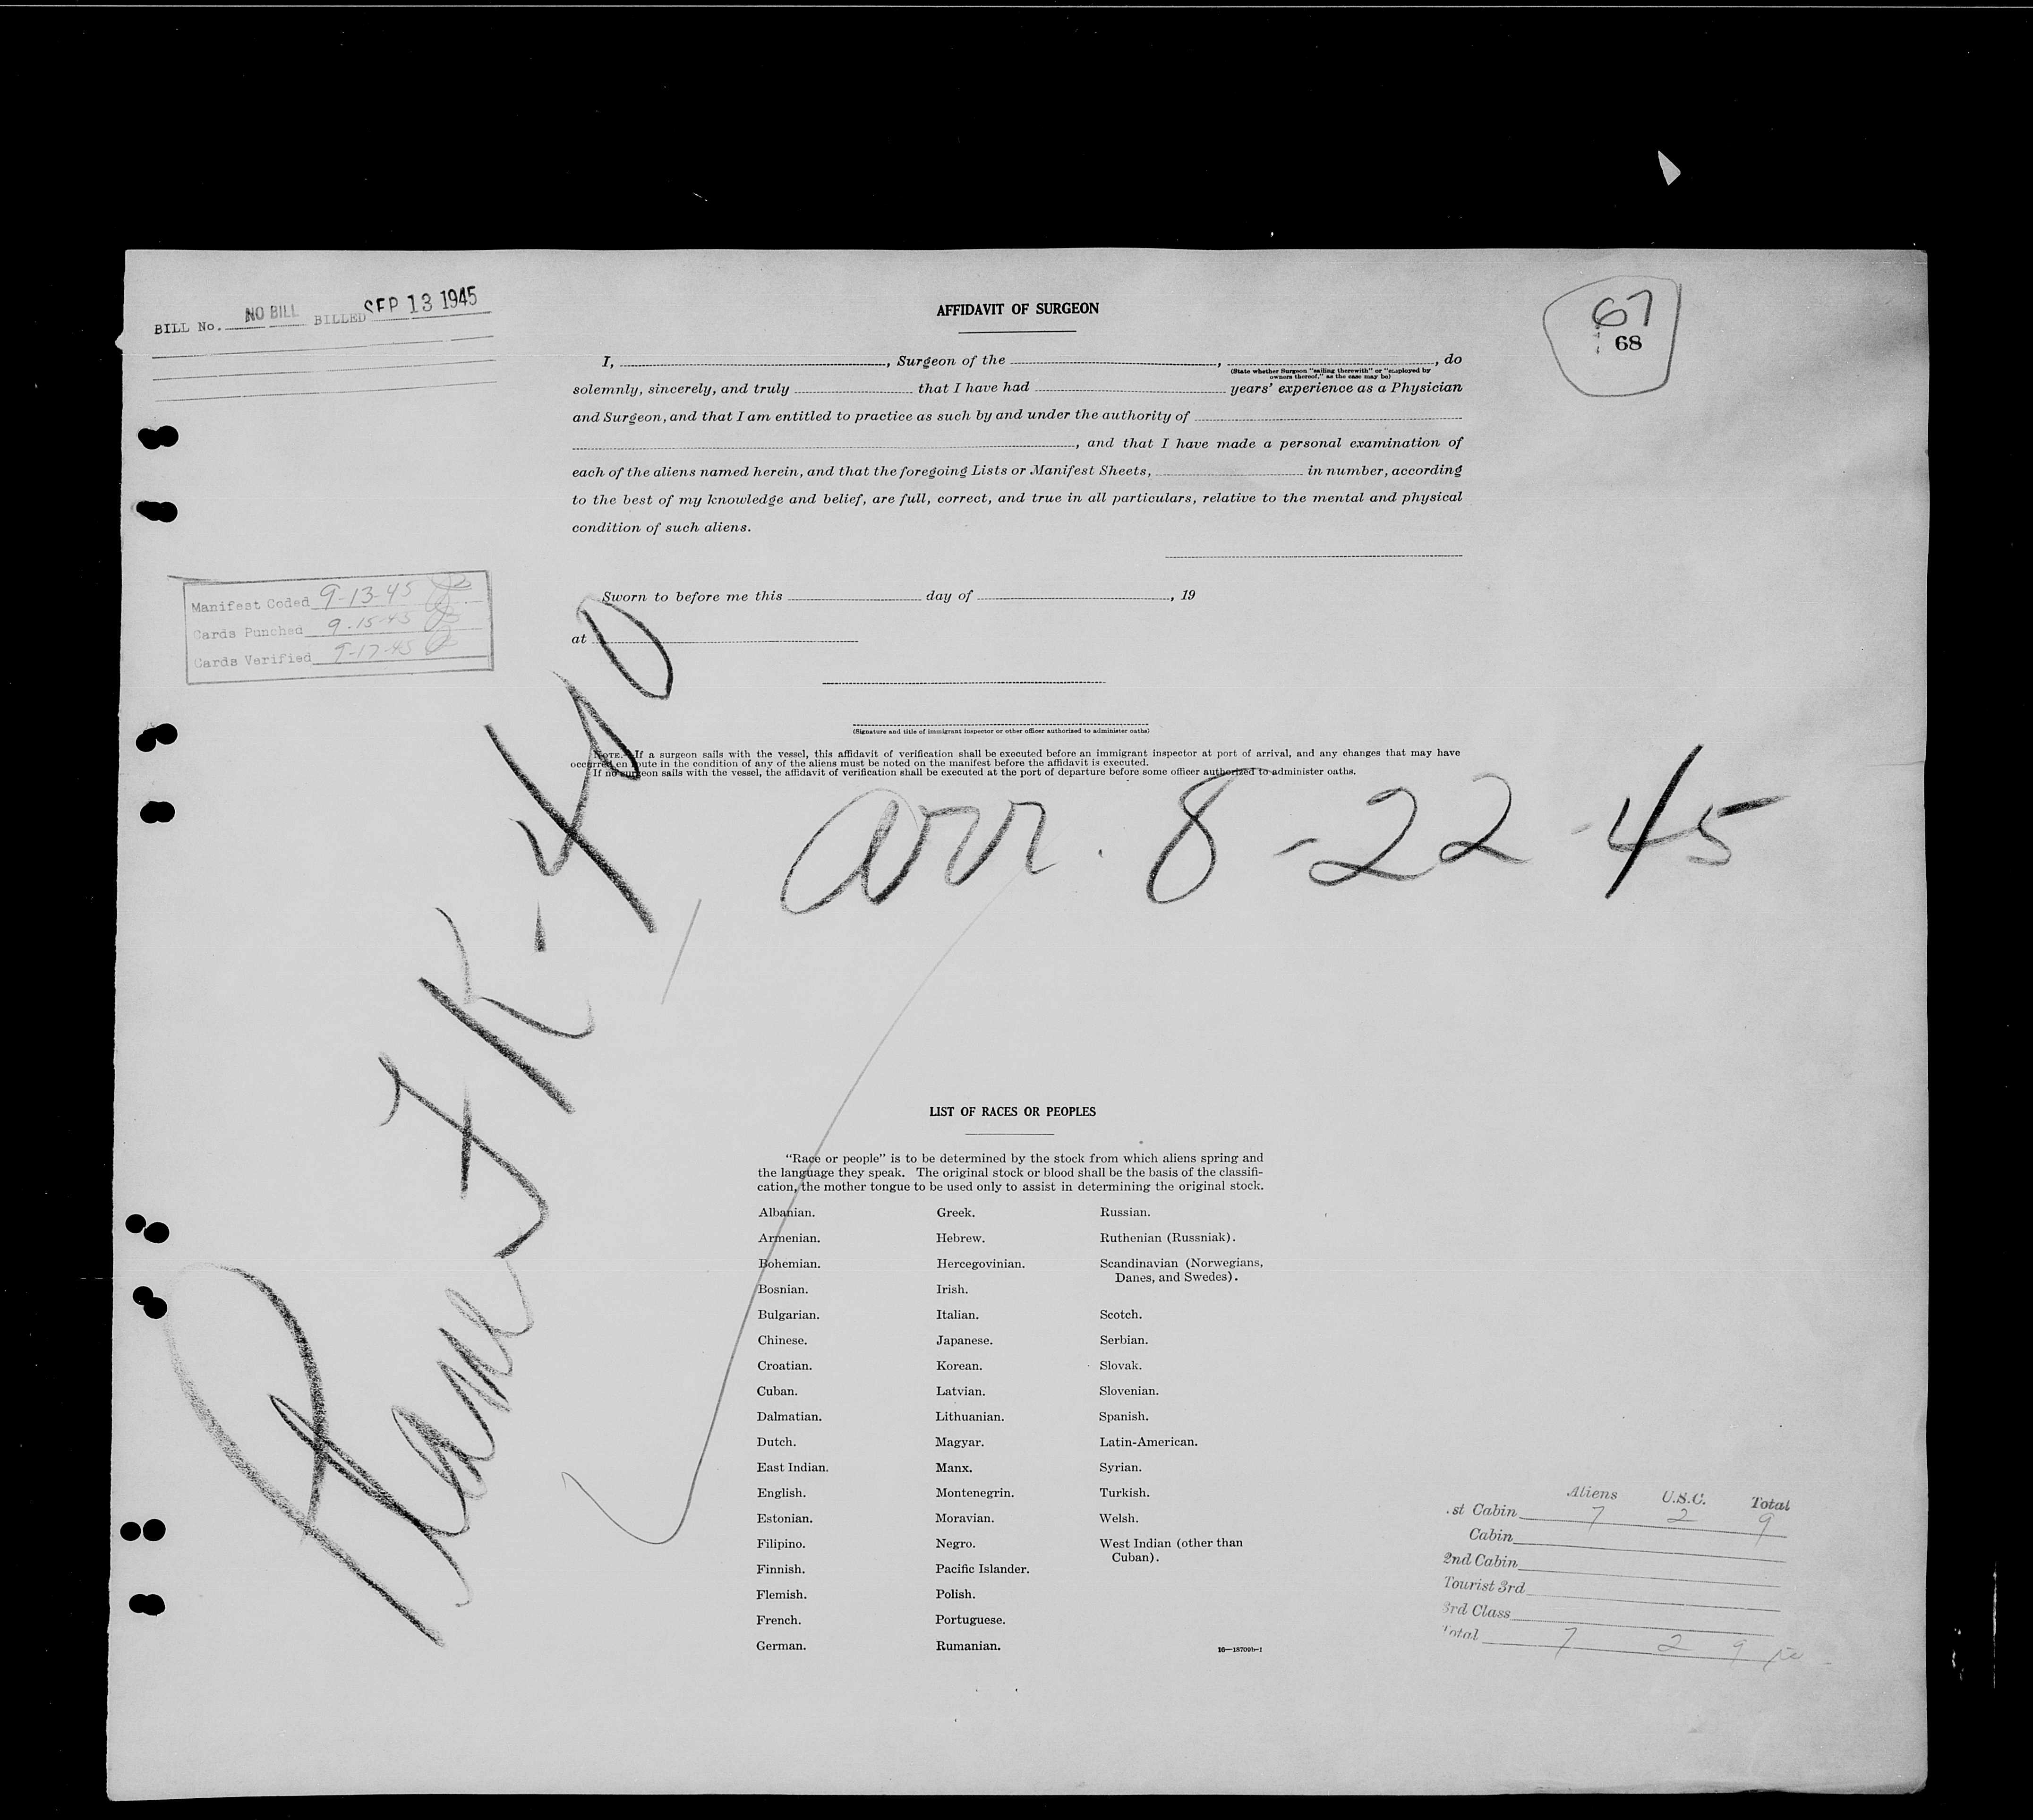 BILL No. NO BILL BILLED SEP 13 1945
67
68
AFFIDAVIT OF SURGEON
I, , Surgeon of the , , do
(State whether Surgeon "sailing therewith" or "employed by
owners thereof," as the case may be)
solemnly, sincerely, and truly that I have had years' experience as a Physician
and Surgeon, and that I am entitled to practice as such by and under the authority of
, and that I have made a personal examination of
each of the aliens named herein, and that the foregoing Lists or Manifest Sheets, in number, according
to the best of my knowledge and belief, are full, correct, and true in all particulars, relative to the mental and physical
condition of such aliens.
Manifest Coded 9-13-45
Cards Punched 9-15-45
Cards Verified 9-17-45
Sworn to before me this day of , 19
at
(Signature and title of immigrant inspector or other officer authorized to administer oaths)
NOTE.—If a surgeon sails with the vessel, this affidavit of verification shall be executed before an immigrant inspector at port of arrival, and any changes that may have
occurred en route in the condition of any of the aliens must be noted on the manifest before the affidavit is executed.
If no surgeon sails with the vessel, the affidavit of verification shall be executed at the port of departure before some officer authorized to administer oaths.
Plane JK-40
arr. 8-22-45
LIST OF RACES OR PEOPLES
"Race or people" is to be determined by the stock from which aliens spring and
the language they speak. The original stock or blood shall be the basis of the classifi-
cation, the mother tongue to be used only to assist in determining the original stock.
Albanian.
Armenian.
Bohemian.
Bosnian.
Bulgarian.
Chinese.
Croatian.
Cuban.
Dalmatian.
Dutch.
East Indian.
English.
Estonian.
Filipino.
Finnish.
Flemish.
French.
German.
Greek.
Hebrew.
Hercegovinian.
Irish.
Italian.
Japanese.
Korean.
Latvian.
Lithuanian.
Magyar.
Manx.
Montenegrin.
Moravian.
Negro.
Pacific Islander.
Polish.
Portuguese.
Rumanian.
Russian.
Ruthenian (Russniak).
Scandinavian (Norwegians,
Danes, and Swedes).
Scotch.
Serbian.
Slovak.
Slovenian.
Spanish.
Latin-American.
Syrian.
Turkish.
Welsh.
West Indian (other than
Cuban).
16—18709b-1
Aliens U.S.C. Total
st Cabin 7 2 9
Cabin
2nd Cabin
Tourist 3rd
3rd Class
Total 7 2 9